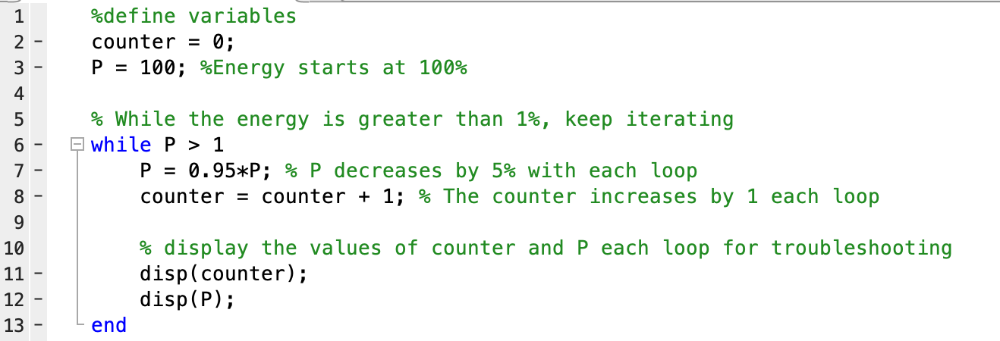 1 %define variables
2 - counter = 0;
3 - P = 100; %Energy starts at 100%
4
5 % While the energy is greater than 1%, keep iterating
6 - while P > 1
7 - P = 0.95*P; % P decreases by 5% with each loop
8 - counter = counter + 1; % The counter increases by 1 each loop
9
10 % display the values of counter and P each loop for troubleshooting
11 - disp(counter);
12 - disp(P);
13 - end